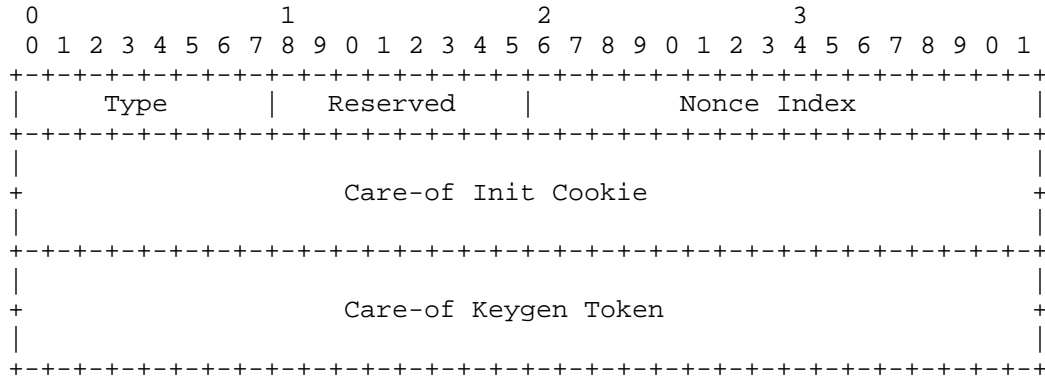 0 1 2 3
0 1 2 3 4 5 6 7 8 9 0 1 2 3 4 5 6 7 8 9 0 1 2 3 4 5 6 7 8 9 0 1
+-+-+-+-+-+-+-+-+-+-+-+-+-+-+-+-+-+-+-+-+-+-+-+-+-+-+-+-+-+-+-+-+
| Type | Reserved | Nonce Index |
+-+-+-+-+-+-+-+-+-+-+-+-+-+-+-+-+-+-+-+-+-+-+-+-+-+-+-+-+-+-+-+-+
| |
+ Care-of Init Cookie +
| |
+-+-+-+-+-+-+-+-+-+-+-+-+-+-+-+-+-+-+-+-+-+-+-+-+-+-+-+-+-+-+-+-+
| |
+ Care-of Keygen Token +
| |
+-+-+-+-+-+-+-+-+-+-+-+-+-+-+-+-+-+-+-+-+-+-+-+-+-+-+-+-+-+-+-+-+